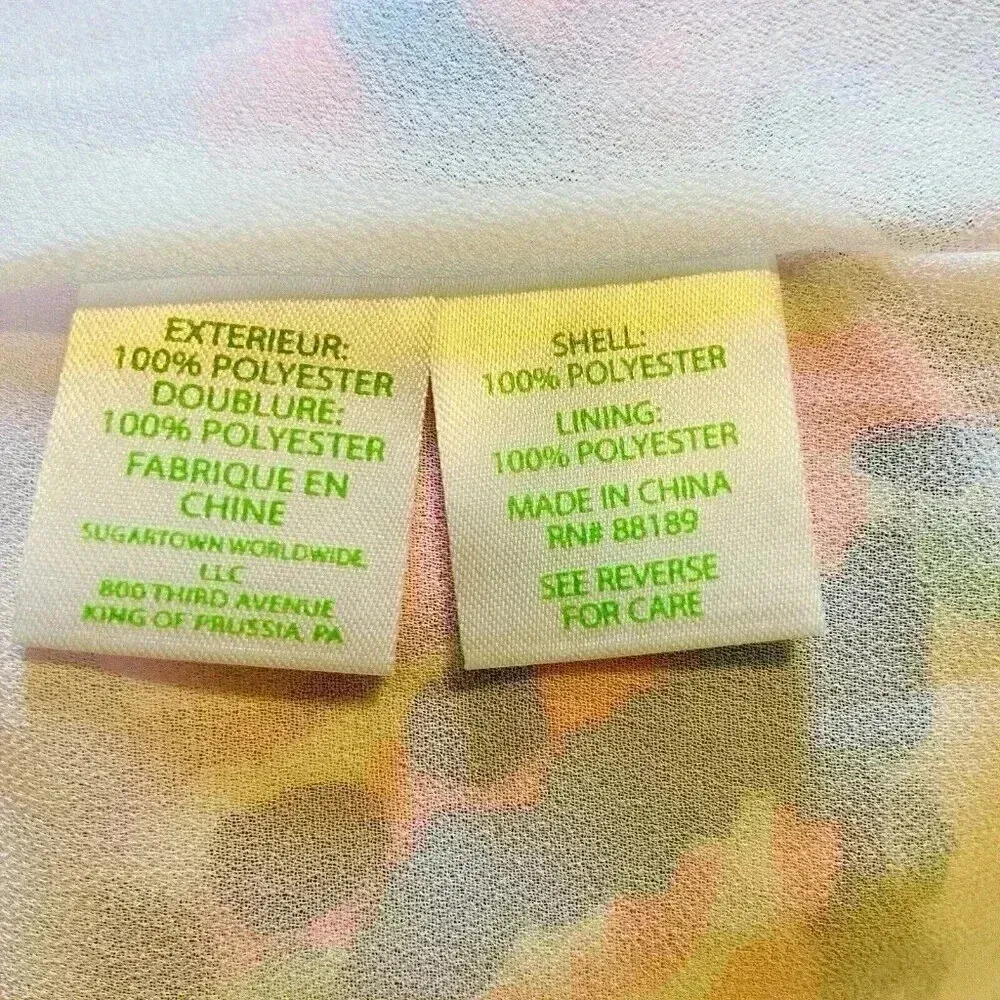 EXTERIEUR:
100% POLYESTER
DOUBLURE:
100% POLYESTER
FABRIQUE EN
CHINE
SUGARTOWN WORLDWIDE
LLC
800 THIRD AVENUE
KING OF PRUSSIA, PA
SHELL:
100% POLYESTER
LINING:
100% POLYESTER
MADE IN CHINA
RN# 88189
SEE REVERSE
FOR CARE